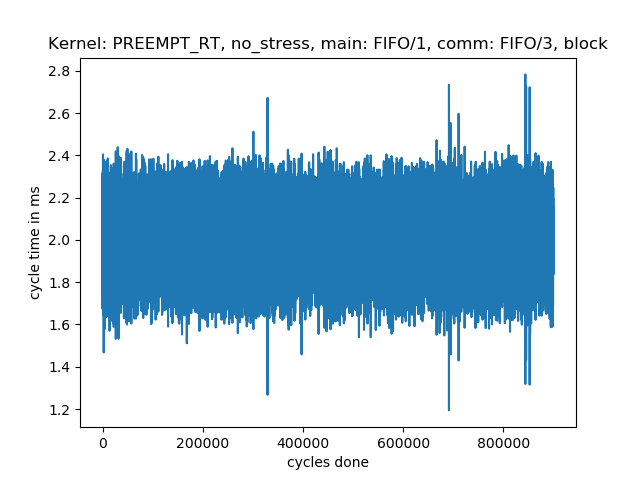 Kernel: PREEMPT_RT, no_stress, main: FIFO/1, comm: FIFO/3, block
2.8
2.6
2.4
2.2
2.0
1.8
1.6
1.4
1.2
cycle time in ms
0 200000 400000 600000 800000
cycles done